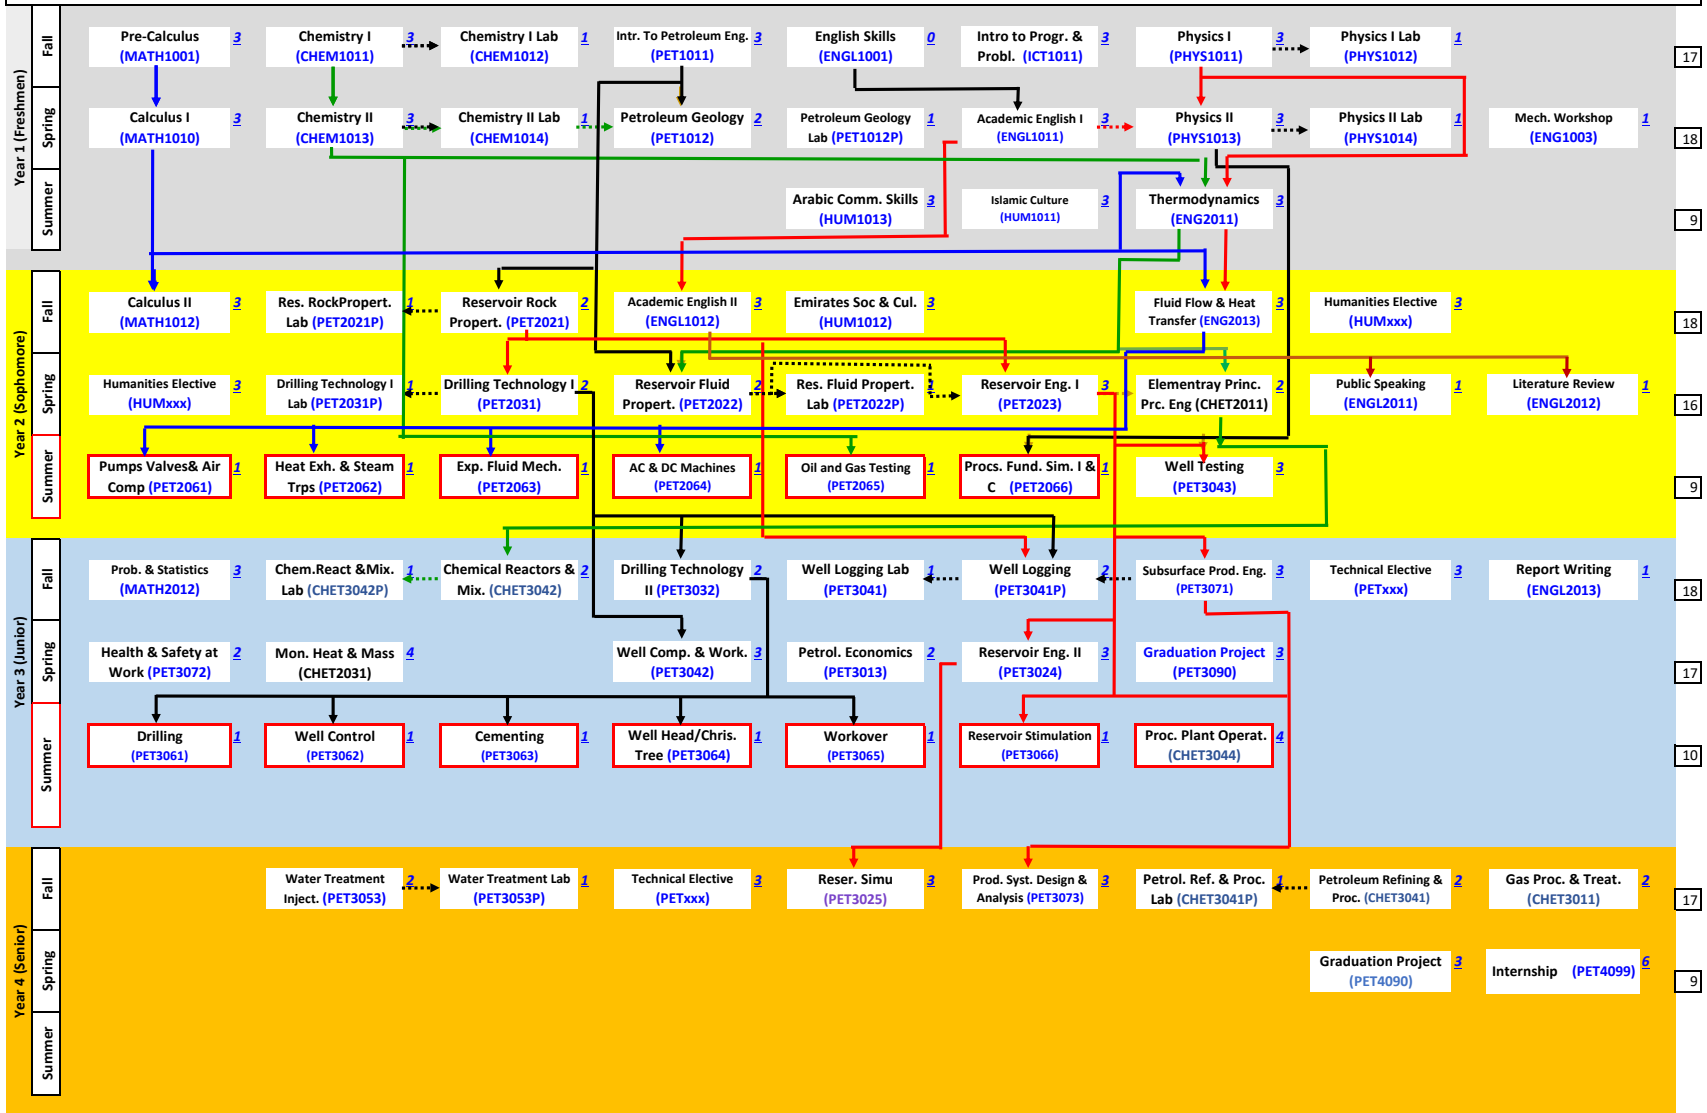 Year 1 (Freshmen)
Fall
Pre-Calculus
(MATH1001)
3
Chemistry I
(CHEM1011)
3
Chemistry I Lab
(CHEM1012)
1
Intr. To Petroleum Eng.
(PET1011)
3
English Skills
(ENGL1001)
0
Intro to Progr. &
Probl. (ICT1011)
3
Physics I
(PHYS1011)
3
Physics I Lab
(PHYS1012)
1
17
Spring
Calculus I
(MATH1010)
3
Chemistry II
(CHEM1013)
3
Chemistry II Lab
(CHEM1014)
1
Petroleum Geology
(PET1012)
2
Petroleum Geology
Lab (PET1012P)
1
Academic English I
(ENGL1011)
3
Physics II
(PHYS1013)
3
Physics II Lab
(PHYS1014)
1
Mech. Workshop
(ENG1003)
1
18
Summer
Arabic Comm. Skills
(HUM1013)
3
Islamic Culture
(HUM1011)
3
Thermodynamics
(ENG2011)
3
9
Year 2 (Sophomore)
Fall
Calculus II
(MATH1012)
3
Res. RockPropert.
Lab (PET2021P)
1
Reservoir Rock
Propert. (PET2021)
2
Academic English II
(ENGL1012)
3
Emirates Soc & Cul.
(HUM1012)
3
Fluid Flow & Heat
Transfer (ENG2013)
3
Humanities Elective
(HUMxxx)
3
18
Spring
Humanities Elective
(HUMxxx)
3
Drilling Technology I
Lab (PET2031P)
1
Drilling Technology I
(PET2031)
2
Reservoir Fluid
Propert. (PET2022)
2
Res. Fluid Propert.
Lab (PET2022P)
1
Reservoir Eng. I
(PET2023)
3
Elementray Princ.
Prc. Eng (CHET2011)
2
Public Speaking
(ENGL2011)
1
Literature Review
(ENGL2012)
1
16
Summer
Pumps Valves& Air
Comp (PET2061)
1
Heat Exh. & Steam
Trps (PET2062)
1
Exp. Fluid Mech.
(PET2063)
1
AC & DC Machines
(PET2064)
1
Oil and Gas Testing
(PET2065)
1
Procs. Fund. Sim. I &
C (PET2066)
1
Well Testing
(PET3043)
3
9
Year 3 (Junior)
Fall
Prob. & Statistics
(MATH2012)
3
Chem.React &Mix.
Lab (CHET3042P)
1
Chemical Reactors &
Mix. (CHET3042)
2
Drilling Technology
II (PET3032)
2
Well Logging Lab
(PET3041)
1
Well Logging
(PET3041P)
2
Subsurface Prod. Eng.
(PET3071)
3
Technical Elective
(PETxxx)
3
Report Writing
(ENGL2013)
1
18
Spring
Health & Safety at
Work (PET3072)
2
Mon. Heat & Mass
(CHET2031)
4
Well Comp. & Work.
(PET3042)
3
Petrol. Economics
(PET3013)
2
Reservoir Eng. II
(PET3024)
3
Graduation Project
(PET3090)
3
17
Summer
Drilling
(PET3061)
1
Well Control
(PET3062)
1
Cementing
(PET3063)
1
Well Head/Chris.
Tree (PET3064)
1
Workover
(PET3065)
1
Reservoir Stimulation
(PET3066)
1
Proc. Plant Operat.
(CHET3044)
4
10
Year 4 (Senior)
Fall
Water Treatment
Inject. (PET3053)
2
Water Treatment Lab
(PET3053P)
1
Technical Elective
(PETxxx)
3
Reser. Simu
(PET3025)
3
Prod. Syst. Design &
Analysis (PET3073)
3
Petrol. Ref. & Proc.
Lab (CHET3041P)
1
Petroleum Refining &
Proc. (CHET3041)
2
Gas Proc. & Treat.
(CHET3011)
2
17
Spring
Graduation Project
(PET4090)
3
Internship (PET4099)
6
9
Summer